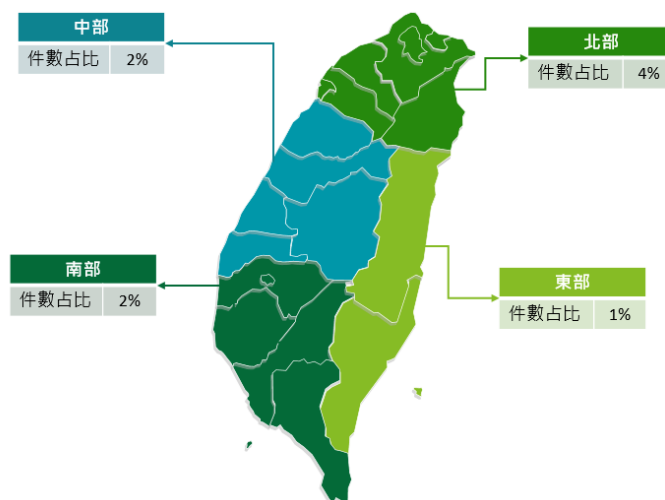 中部
件數占比 2%
北部
件數占比 4%
南部
件數占比 2%
東部
件數占比 1%